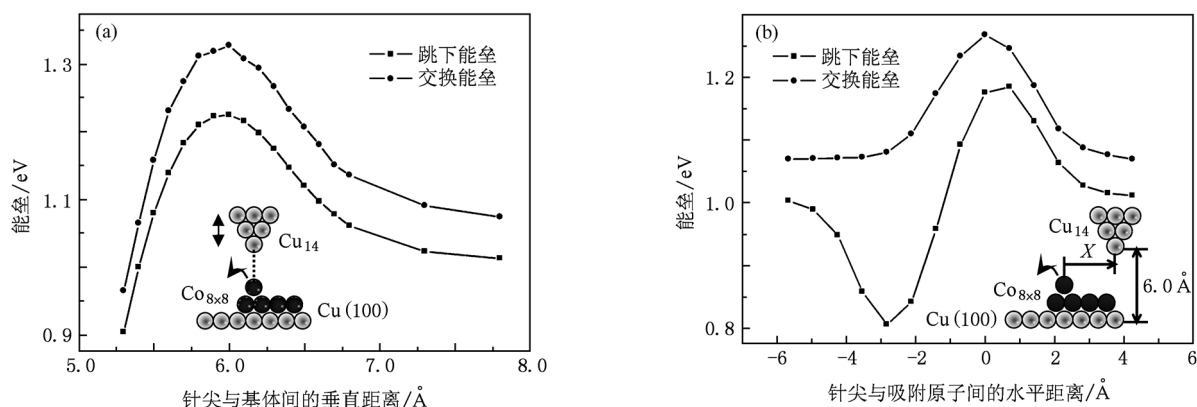 (a)
跳下能垒
交换能垒
1.3
1.1
0.9
能垒/eV
Cu14
Co8×8
Cu(100)
5.0 6.0 7.0 8.0
针尖与基体间的垂直距离/Å
(b)
跳下能垒
交换能垒
1.2
1.0
0.8
能垒/eV
Cu14
X
Co8×8
6.0 Å
Cu(100)
−6 −4 −2 0 2 4 6
针尖与吸附原子间的水平距离/Å